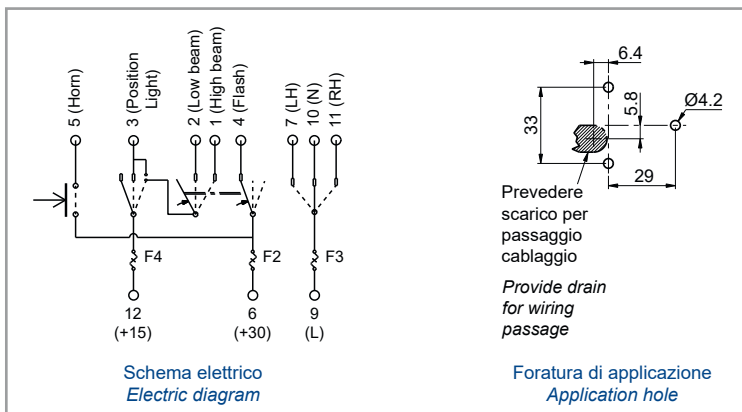 5 (Horn)
3 (Position
Light)
2 (Low beam)
1 (High beam)
4 (Flash)
7 (LH)
10 (N)
11 (RH)
F4
F2
F3
12
(+15)
6
(+30)
9
(L)
Schema elettrico
Electric diagram
6.4
33
5.8
Ø4.2
29
Prevedere
scarico per
passaggio
cablaggio
Provide drain
for wiring
passage
Foratura di applicazione
Application hole